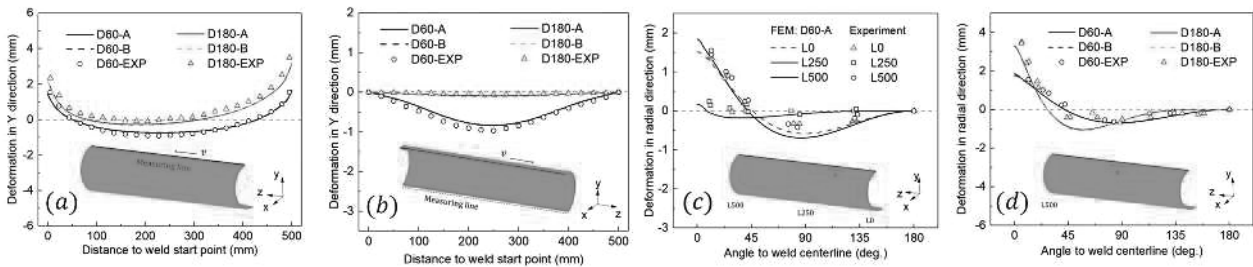 Deformation in Y direction (mm)
6
4
2
0
-2
-4
-6
D60-A
D60-B
D60-EXP
D180-A
D180-B
D180-EXP
v
Measuring line
y
z
x
(a)
0
100
200
300
400
500
Distance to weld start point (mm)
Deformation in Y direction (mm)
2
1
0
-1
-2
-3
D60-A
D60-B
D60-EXP
D180-A
D180-B
D180-EXP
v
Measuring line
y
x
z
(b)
0
100
200
300
400
500
Distance to weld start point (mm)
Deformation in radial direction (mm)
3
2
1
0
-1
-2
-3
FEM: D60-A
L0
L250
L500
Experiment
L0
L250
L500
L500
L250
L0
y
z
x
(c)
0
45
90
135
180
Angle to weld centerline (deg.)
Deformation in radial direction (mm)
6
4
2
0
-2
-4
-6
D60-A
D60-B
D60-EXP
D180-A
D180-B
D180-EXP
L500
y
z
x
(d)
0
45
90
135
180
Angle to weld centerline (deg.)